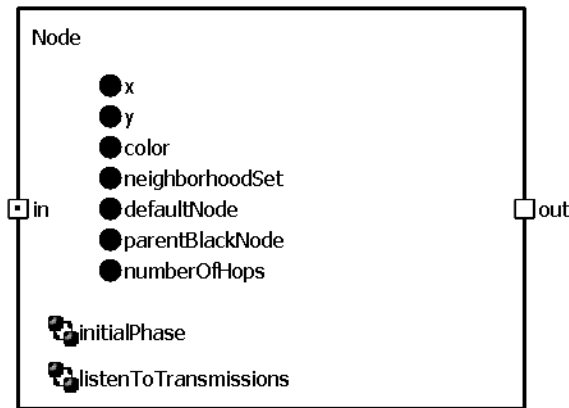 Node
x
y
color
neighborhoodSet
in
defaultNode
out
parentBlackNode
numberOfHops
initialPhase
listenToTransmissions